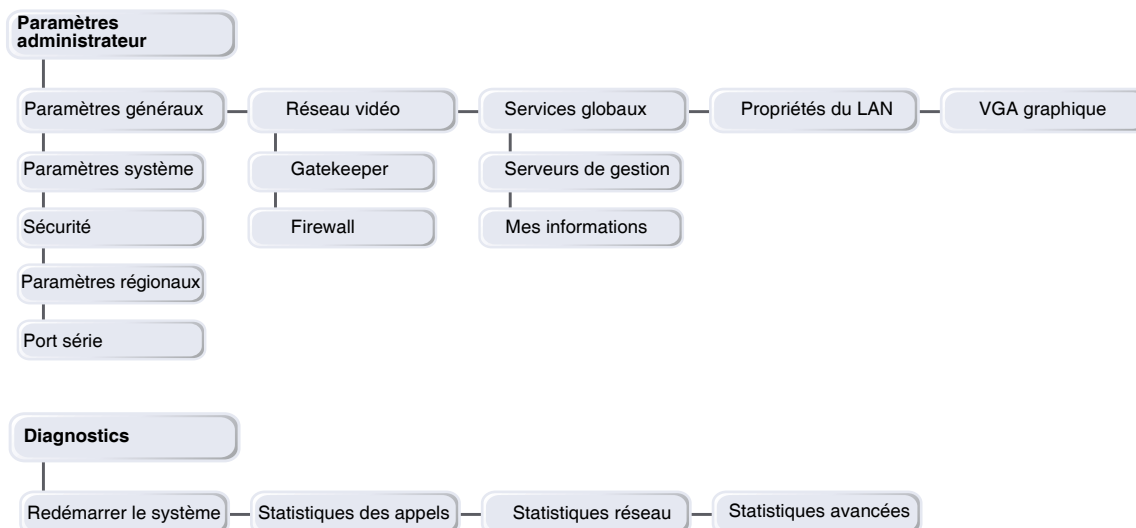 Paramètres
administrateur
Paramètres généraux
Réseau vidéo
Services globaux
Propriétés du LAN
VGA graphique
Paramètres système
Gatekeeper
Serveurs de gestion
Sécurité
Firewall
Mes informations
Paramètres régionaux
Port série
Diagnostics
Redémarrer le système
Statistiques des appels
Statistiques réseau
Statistiques avancées